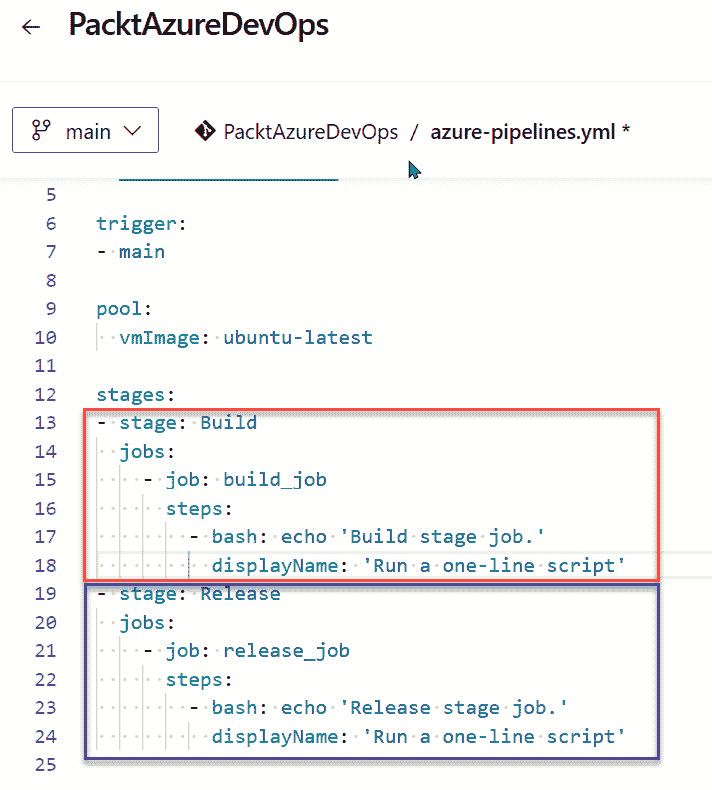 PacktAzureDevOps
main PacktAzureDevOps / azure-pipelines.yml *
5
6 trigger:
7 - main
8
9 pool:
10   vmImage: ubuntu-latest
11
12 stages:
13 - stage: Build
14   jobs:
15     - job: build_job
16       steps:
17         - bash: echo 'Build stage job.'
18           displayName: 'Run a one-line script'
19 - stage: Release
20   jobs:
21     - job: release_job
22       steps:
23         - bash: echo 'Release stage job.'
24           displayName: 'Run a one-line script'
25